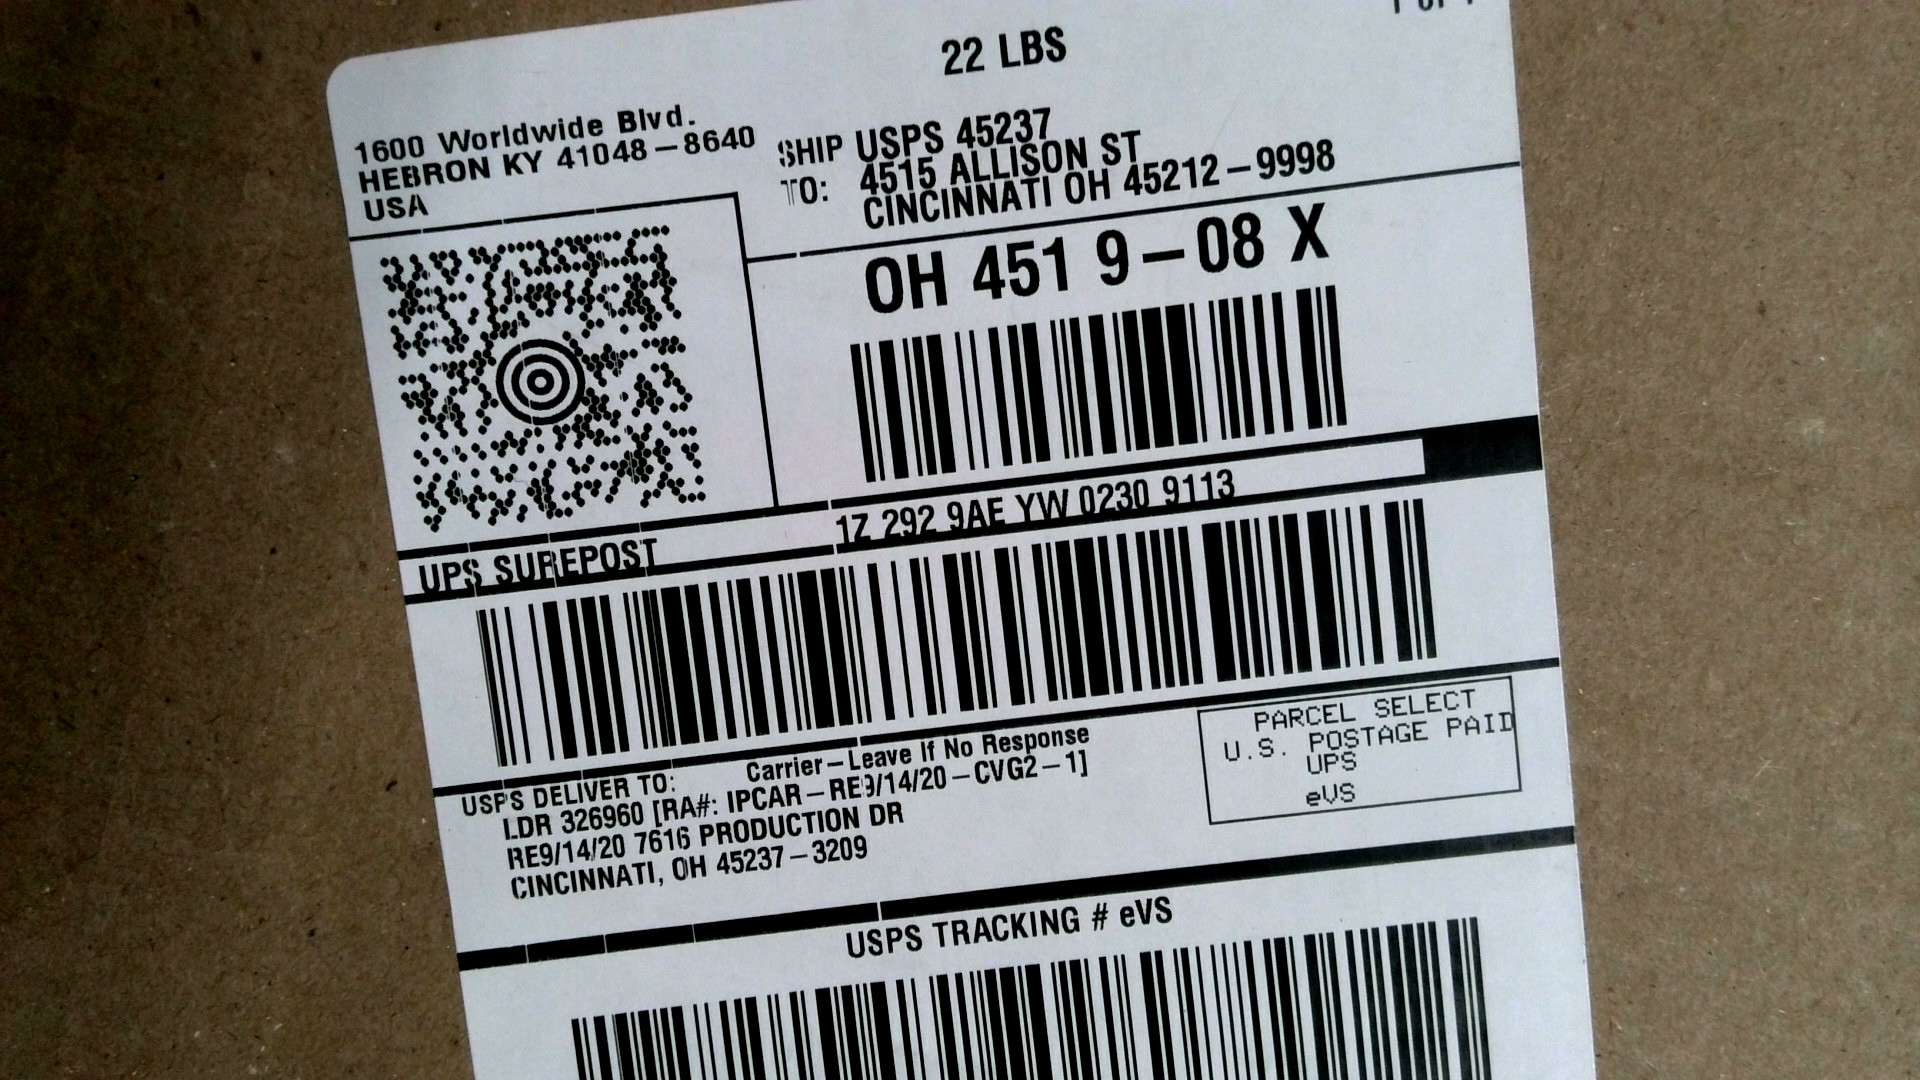 22 LBS
1600 Worldwide Blvd.
HEBRON KY 41048-8640
USA
SHIP TO:
USPS 45237
4515 ALLISON ST
CINCINNATI OH 45212-9998
OH 451 9-08 X
UPS SUREPOST
1Z 292 9AE YW 0230 9113
USPS DELIVER TO:
Carrier-Leave If No Response
LDR 326960 [RA#: IPCAR-RE9/14/20-CVG2-1]
RE9/14/20 7616 PRODUCTION DR
CINCINNATI, OH 45237-3209
PARCEL SELECT
U.S. POSTAGE PAID
UPS
eVS
USPS TRACKING # eVS